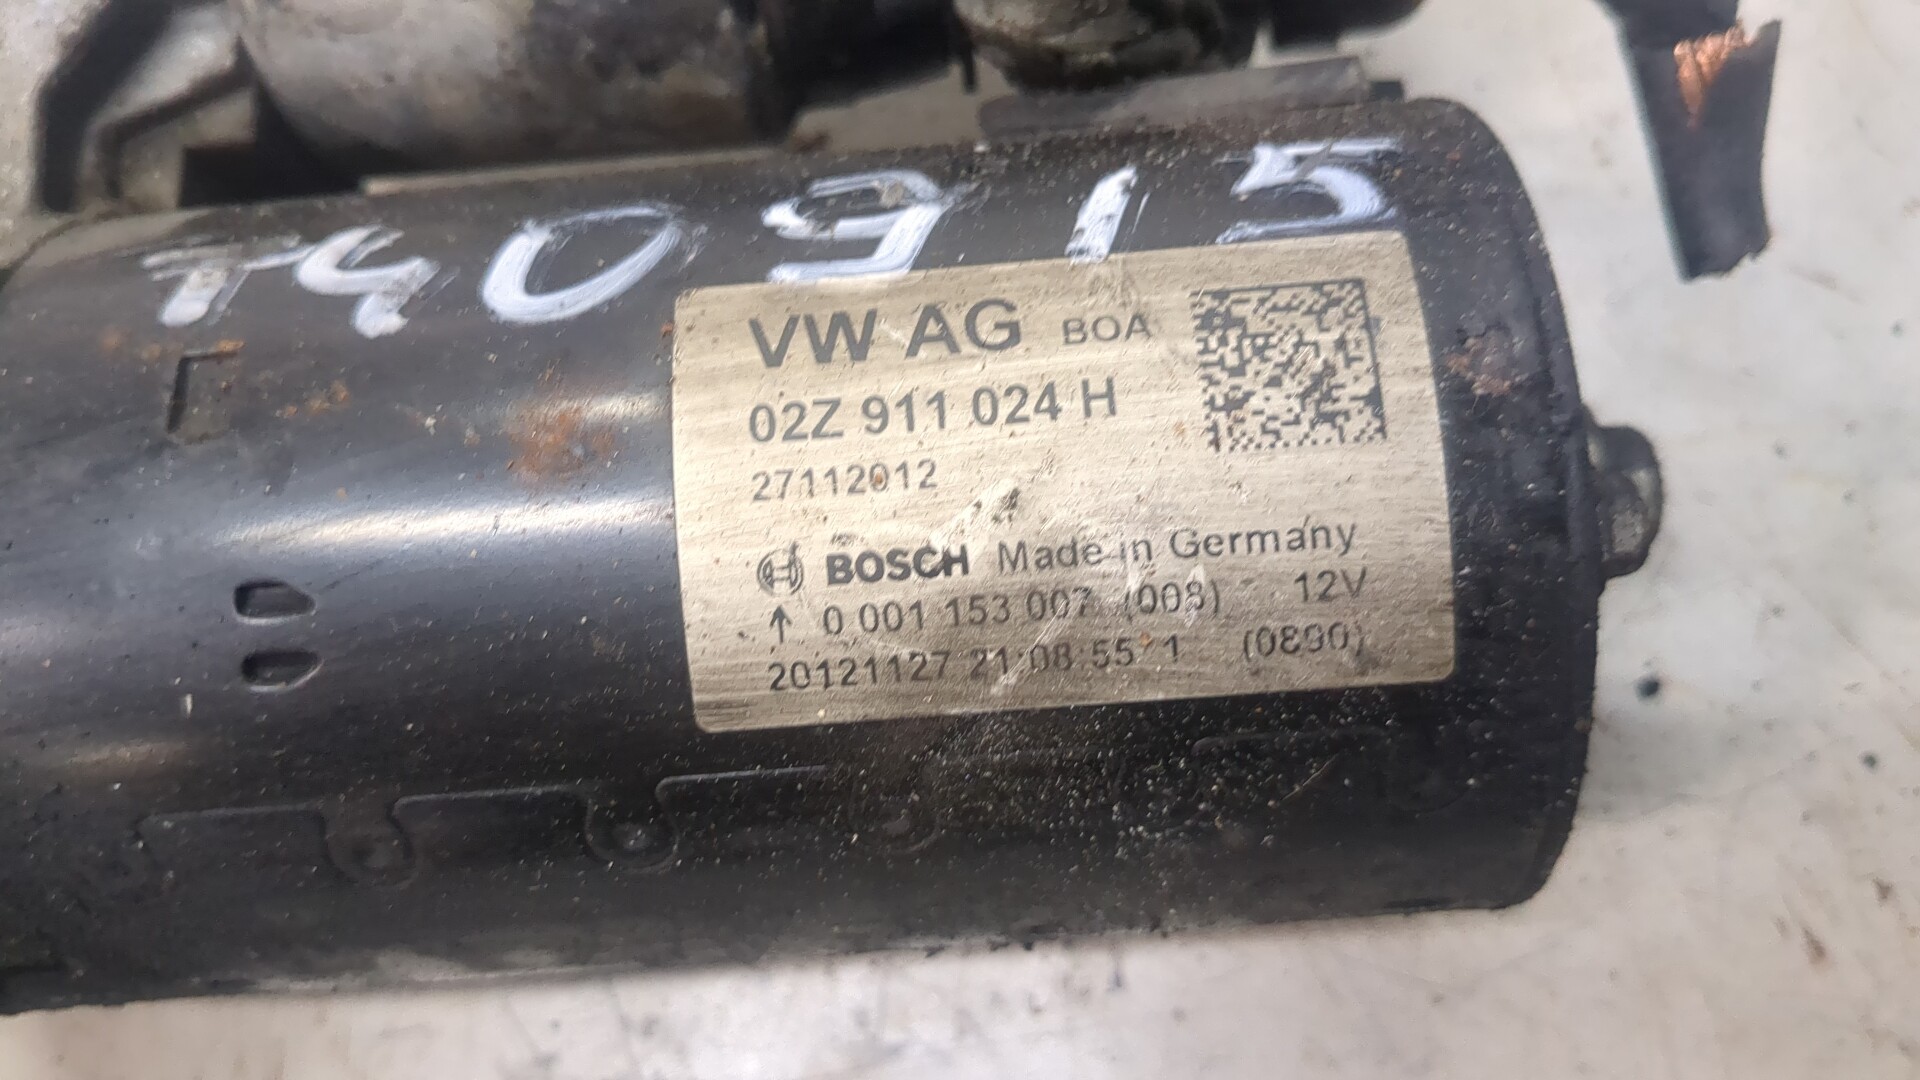 T40915
VW AG BOA
02Z 911 024 H
27112012
BOSCH Made in Germany
↑ 0 001 153 007 (008) 12V
20121127 21:08:55 1 (0890)